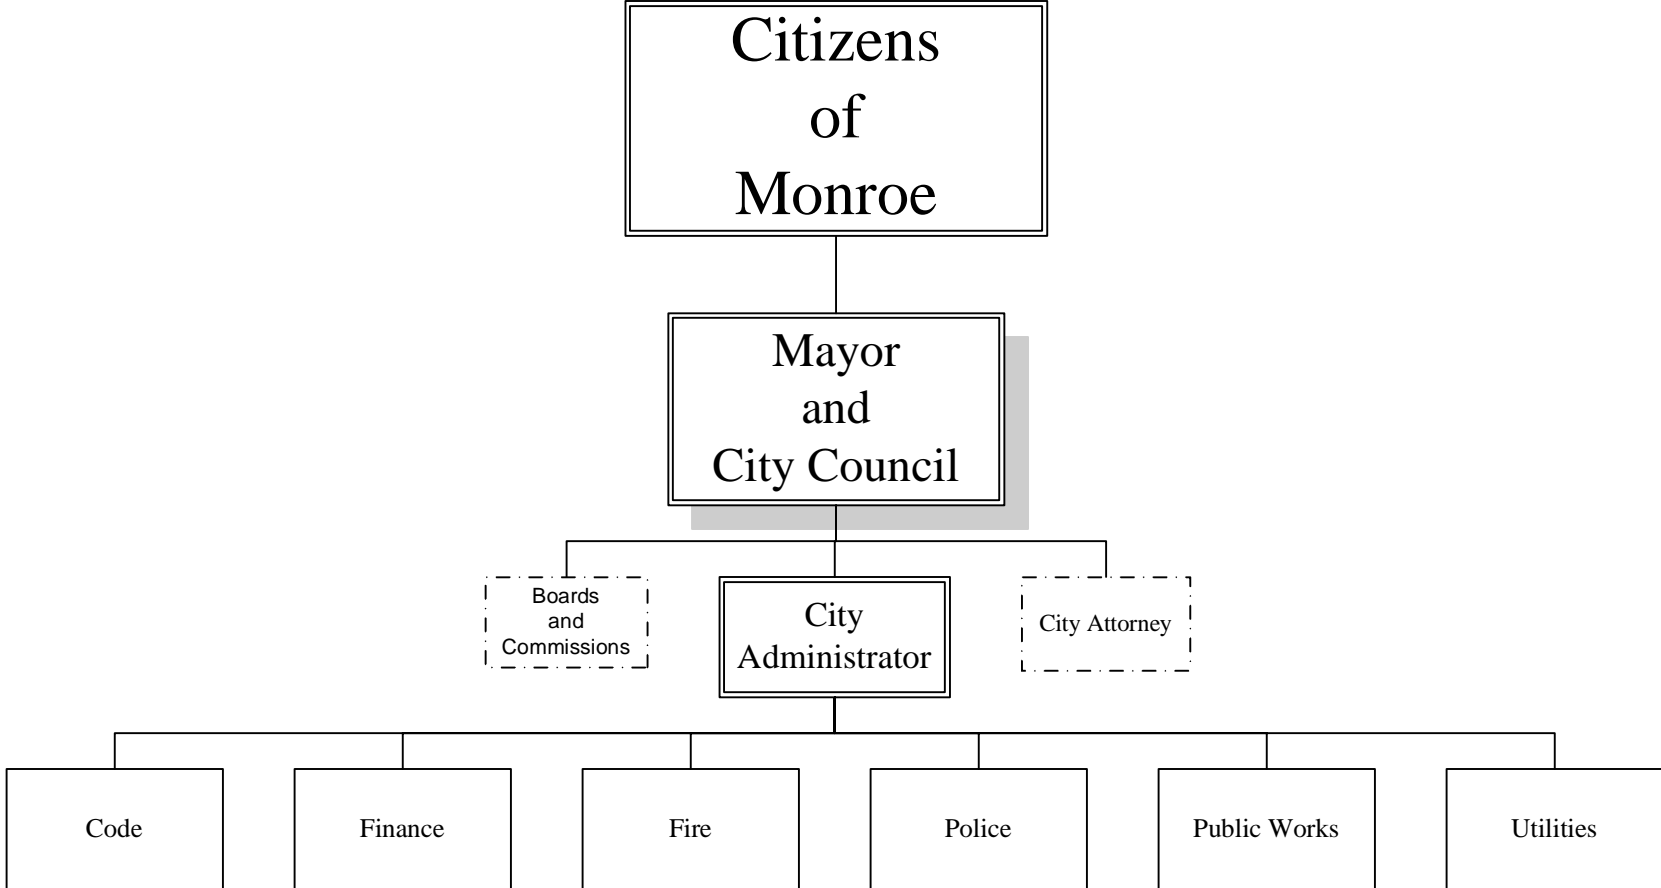 Citizens
of
Monroe
Mayor
and
City Council
Boards
and
Commissions
City
Administrator
City Attorney
Code
Finance
Fire
Police
Public Works
Utilities